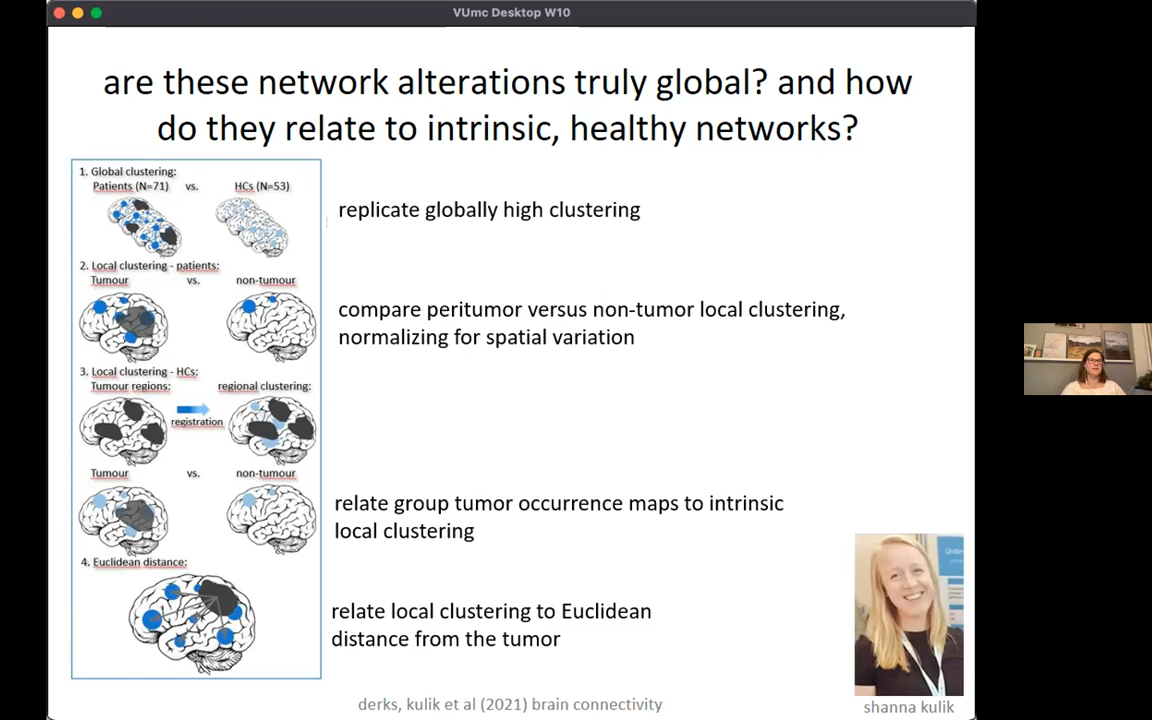 VUmc Desktop W10
are these network alterations truly global? and how
do they relate to intrinsic, healthy networks?
1. Global clustering:
Patients (N=71) vs. HCs (N=53)
replicate globally high clustering
2. Local clustering - patients:
Tumour vs. non-tumour
compare peritumor versus non-tumor local clustering,
normalizing for spatial variation
3. Local clustering - HCs:
Tumour regions: regional clustering:
registration
Tumour vs. non-tumour
relate group tumor occurrence maps to intrinsic
local clustering
4. Euclidean distance:
relate local clustering to Euclidean
distance from the tumor
derks, kulik et al (2021) brain connectivity
shanna kulik